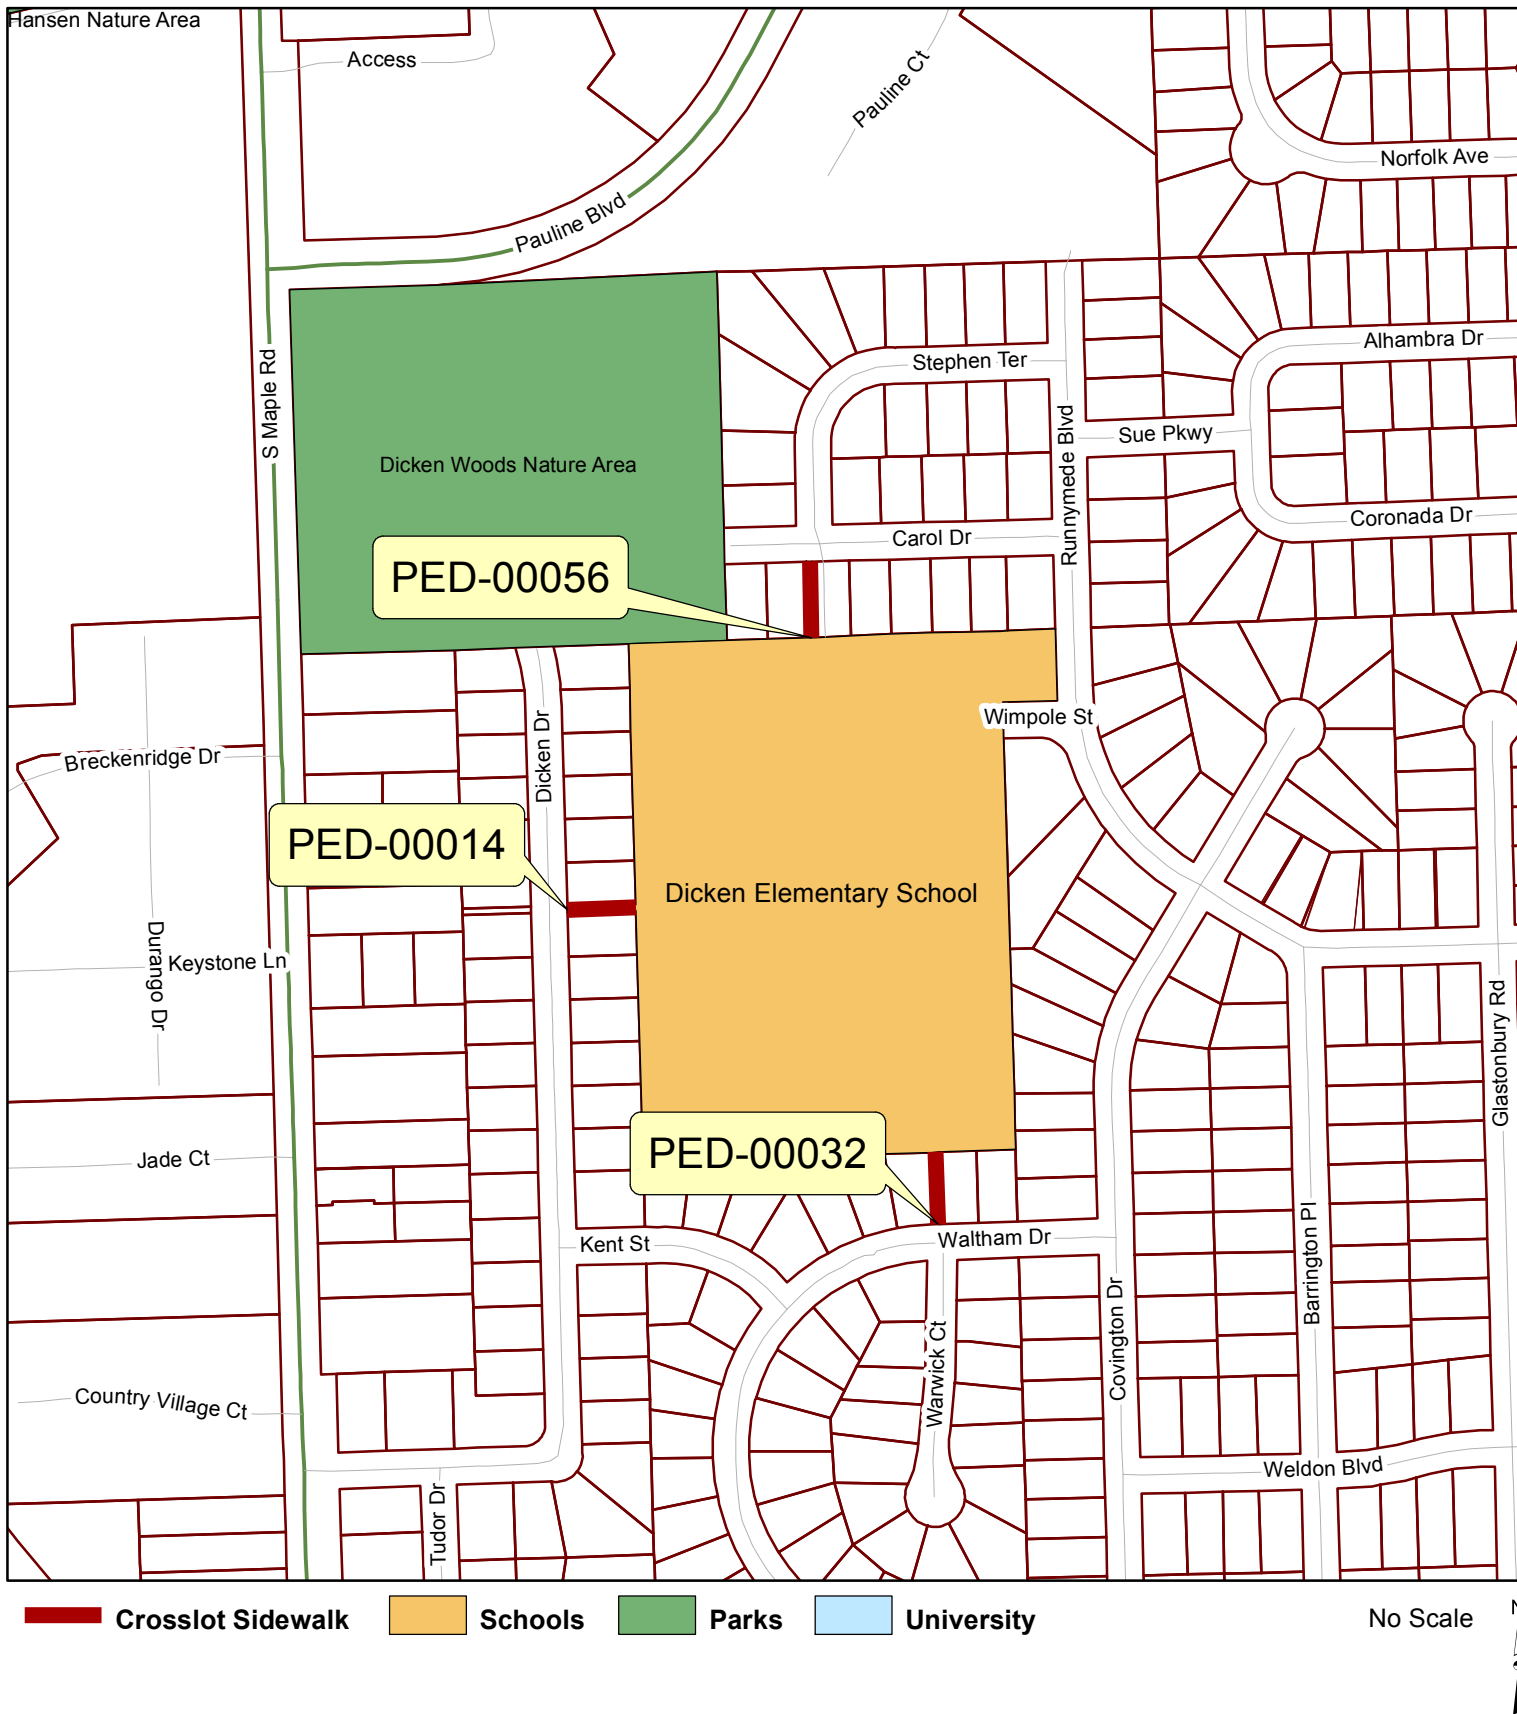 Hansen Nature Area
Access
Pauline Ct
Norfolk Ave
Pauline Blvd
S Maple Rd
Stephen Ter
Alhambra Dr
Runnymede Blvd
Sue Pkwy
Dicken Woods Nature Area
Coronada Dr
Carol Dr
PED-00056
Wimpole St
Dicken Dr
Breckenridge Dr
PED-00014
Dicken Elementary School
Durango Dr
Keystone Ln
Glastonbury Rd
PED-00032
Jade Ct
Kent St
Waltham Dr
Barrington Pl
Covington Dr
Warwick Ct
Country Village Ct
Weldon Blvd
Tudor Dr
Crosslot Sidewalk
Schools
Parks
University
No Scale